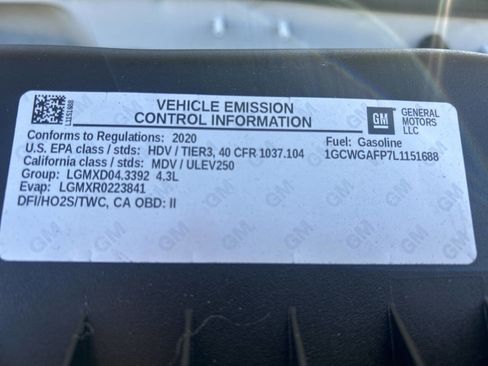 L1151688
VEHICLE EMISSION
CONTROL INFORMATION
GM
GENERAL
MOTORS
LLC
Conforms to Regulations: 2020
Fuel: Gasoline
U.S. EPA class / stds: HDV / TIER3, 40 CFR 1037.104
1GCWGAFP7L1151688
California class / stds: MDV / ULEV250
Group: LGMXD04.3392 4.3L
Evap: LGMXR0223841
DFI/HO2S/TWC, CA OBD: II